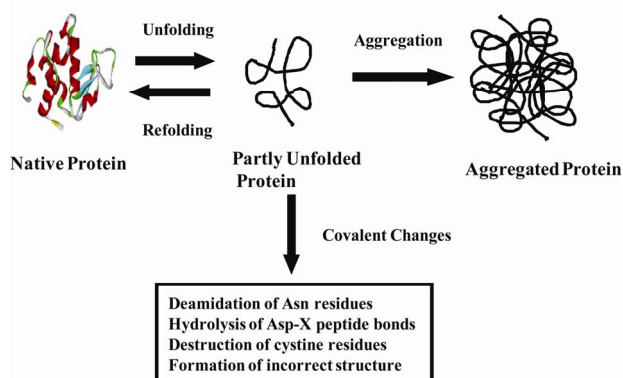 Unfolding
Aggregation
Refolding
Native Protein
Partly Unfolded
Protein
Aggregated Protein
Covalent Changes
Deamidation of Asn residues
Hydrolysis of Asp-X peptide bonds
Destruction of cystine residues
Formation of incorrect structure